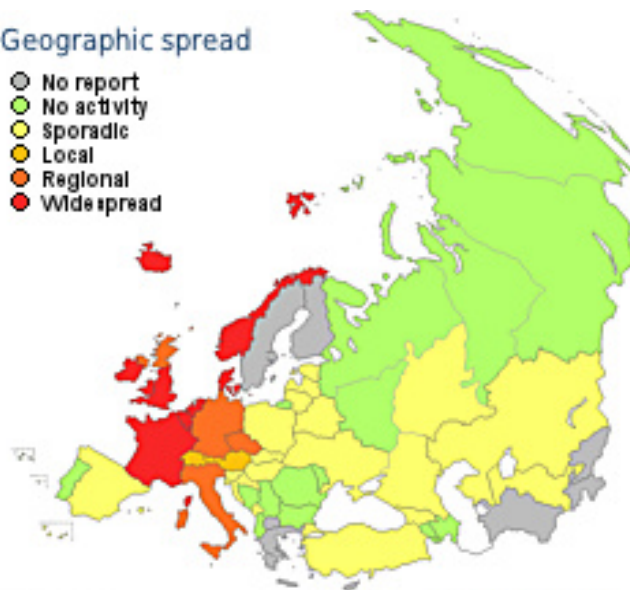 Geographic spread
No report
No activity
Sporadic
Local
Regional
Widespread